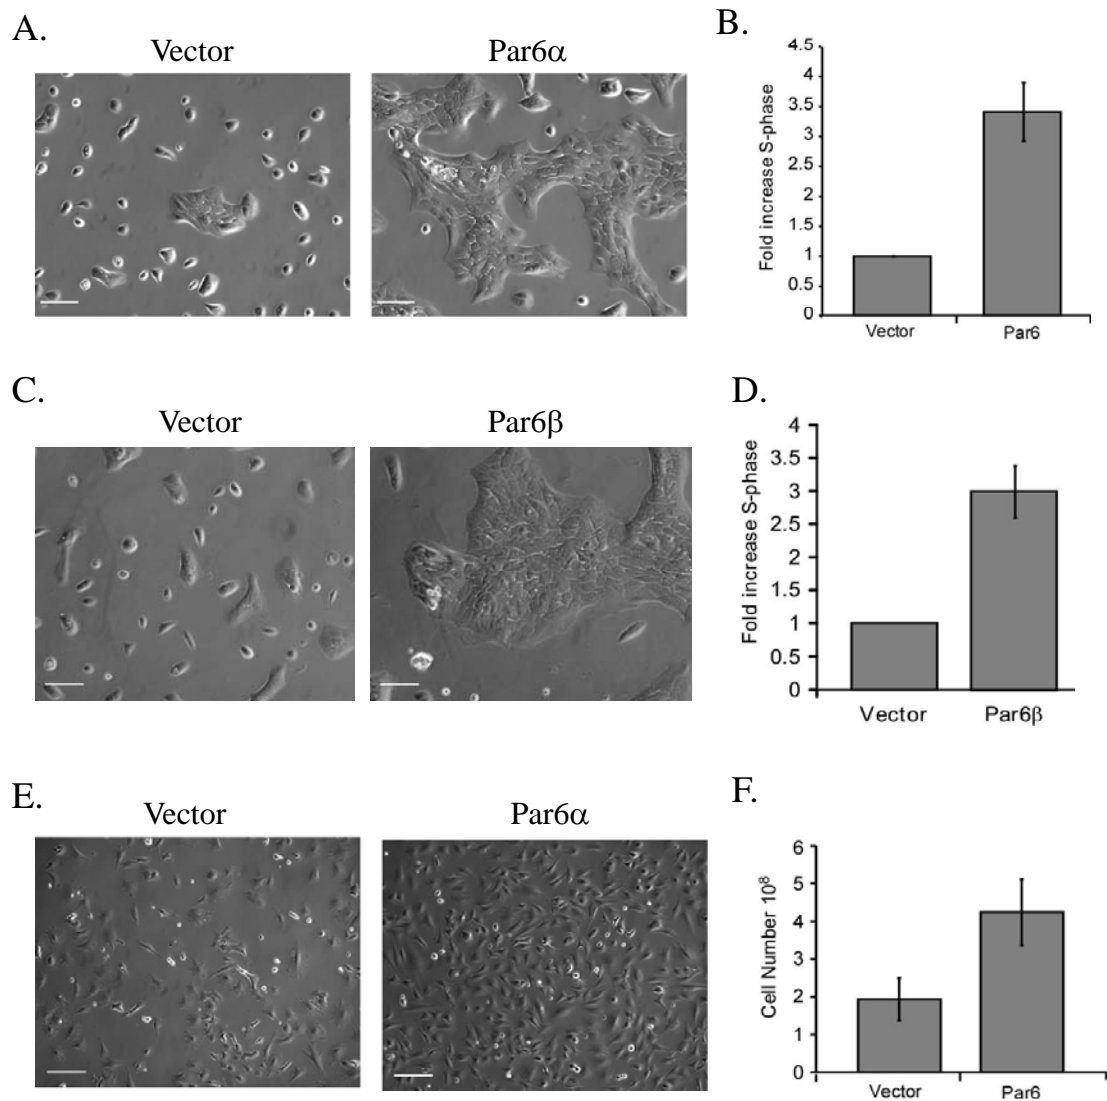 A.
Vector
Par6α
B.
Fold increase S-phase
4.5
4
3.5
3
2.5
2
1.5
1
0.5
0
Vector
Par6
C.
Vector
Par6β
D.
Fold increase S-phase
4
3.5
3
2.5
2
1.5
1
0.5
0
Vector
Par6β
E.
Vector
Par6α
F.
Cell Number 10⁸
6
5
4
3
2
1
0
Vector
Par6